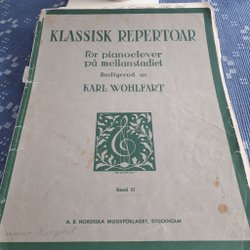 KLASSISK REPERTOAR
för pianoelever
på mellanstadiet
Redigerad av
KARL WOHLFART
Band II
A. B. NORDISKA MUSIKFÖRLAGET, STOCKHOLM